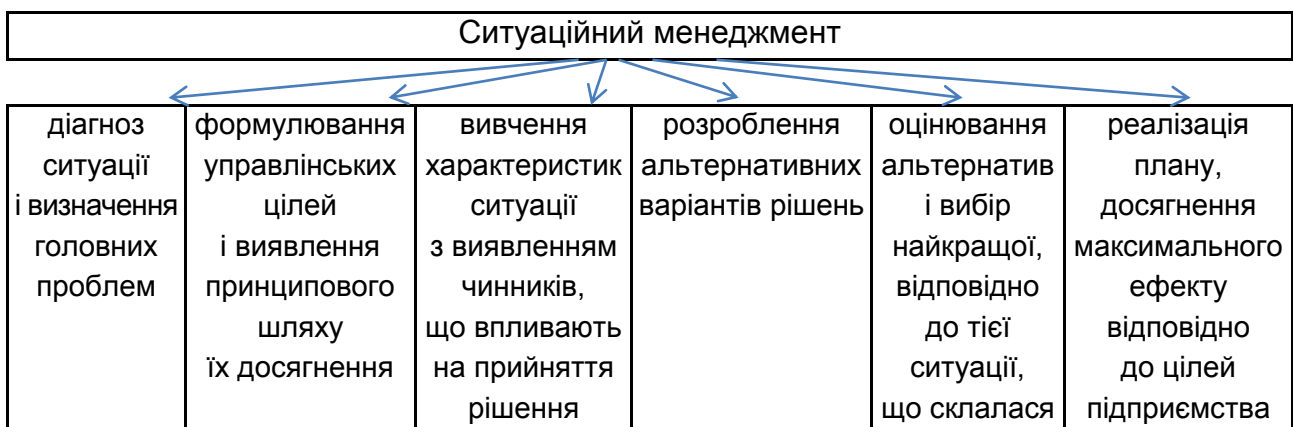 Ситуаційний менеджмент
діагноз
ситуації
і визначення
головних
проблем
формулювання
управлінських
цілей
і виявлення
принципового
шляху
їх досягнення
вивчення
характеристик
ситуації
з виявленням
чинників,
що впливають
на прийняття
рішення
розроблення
альтернативних
варіантів рішень
оцінювання
альтернатив
і вибір
найкращої,
відповідно
до тієї
ситуації,
що склалася
реалізація
плану,
досягнення
максимального
ефекту
відповідно
до цілей
підприємства